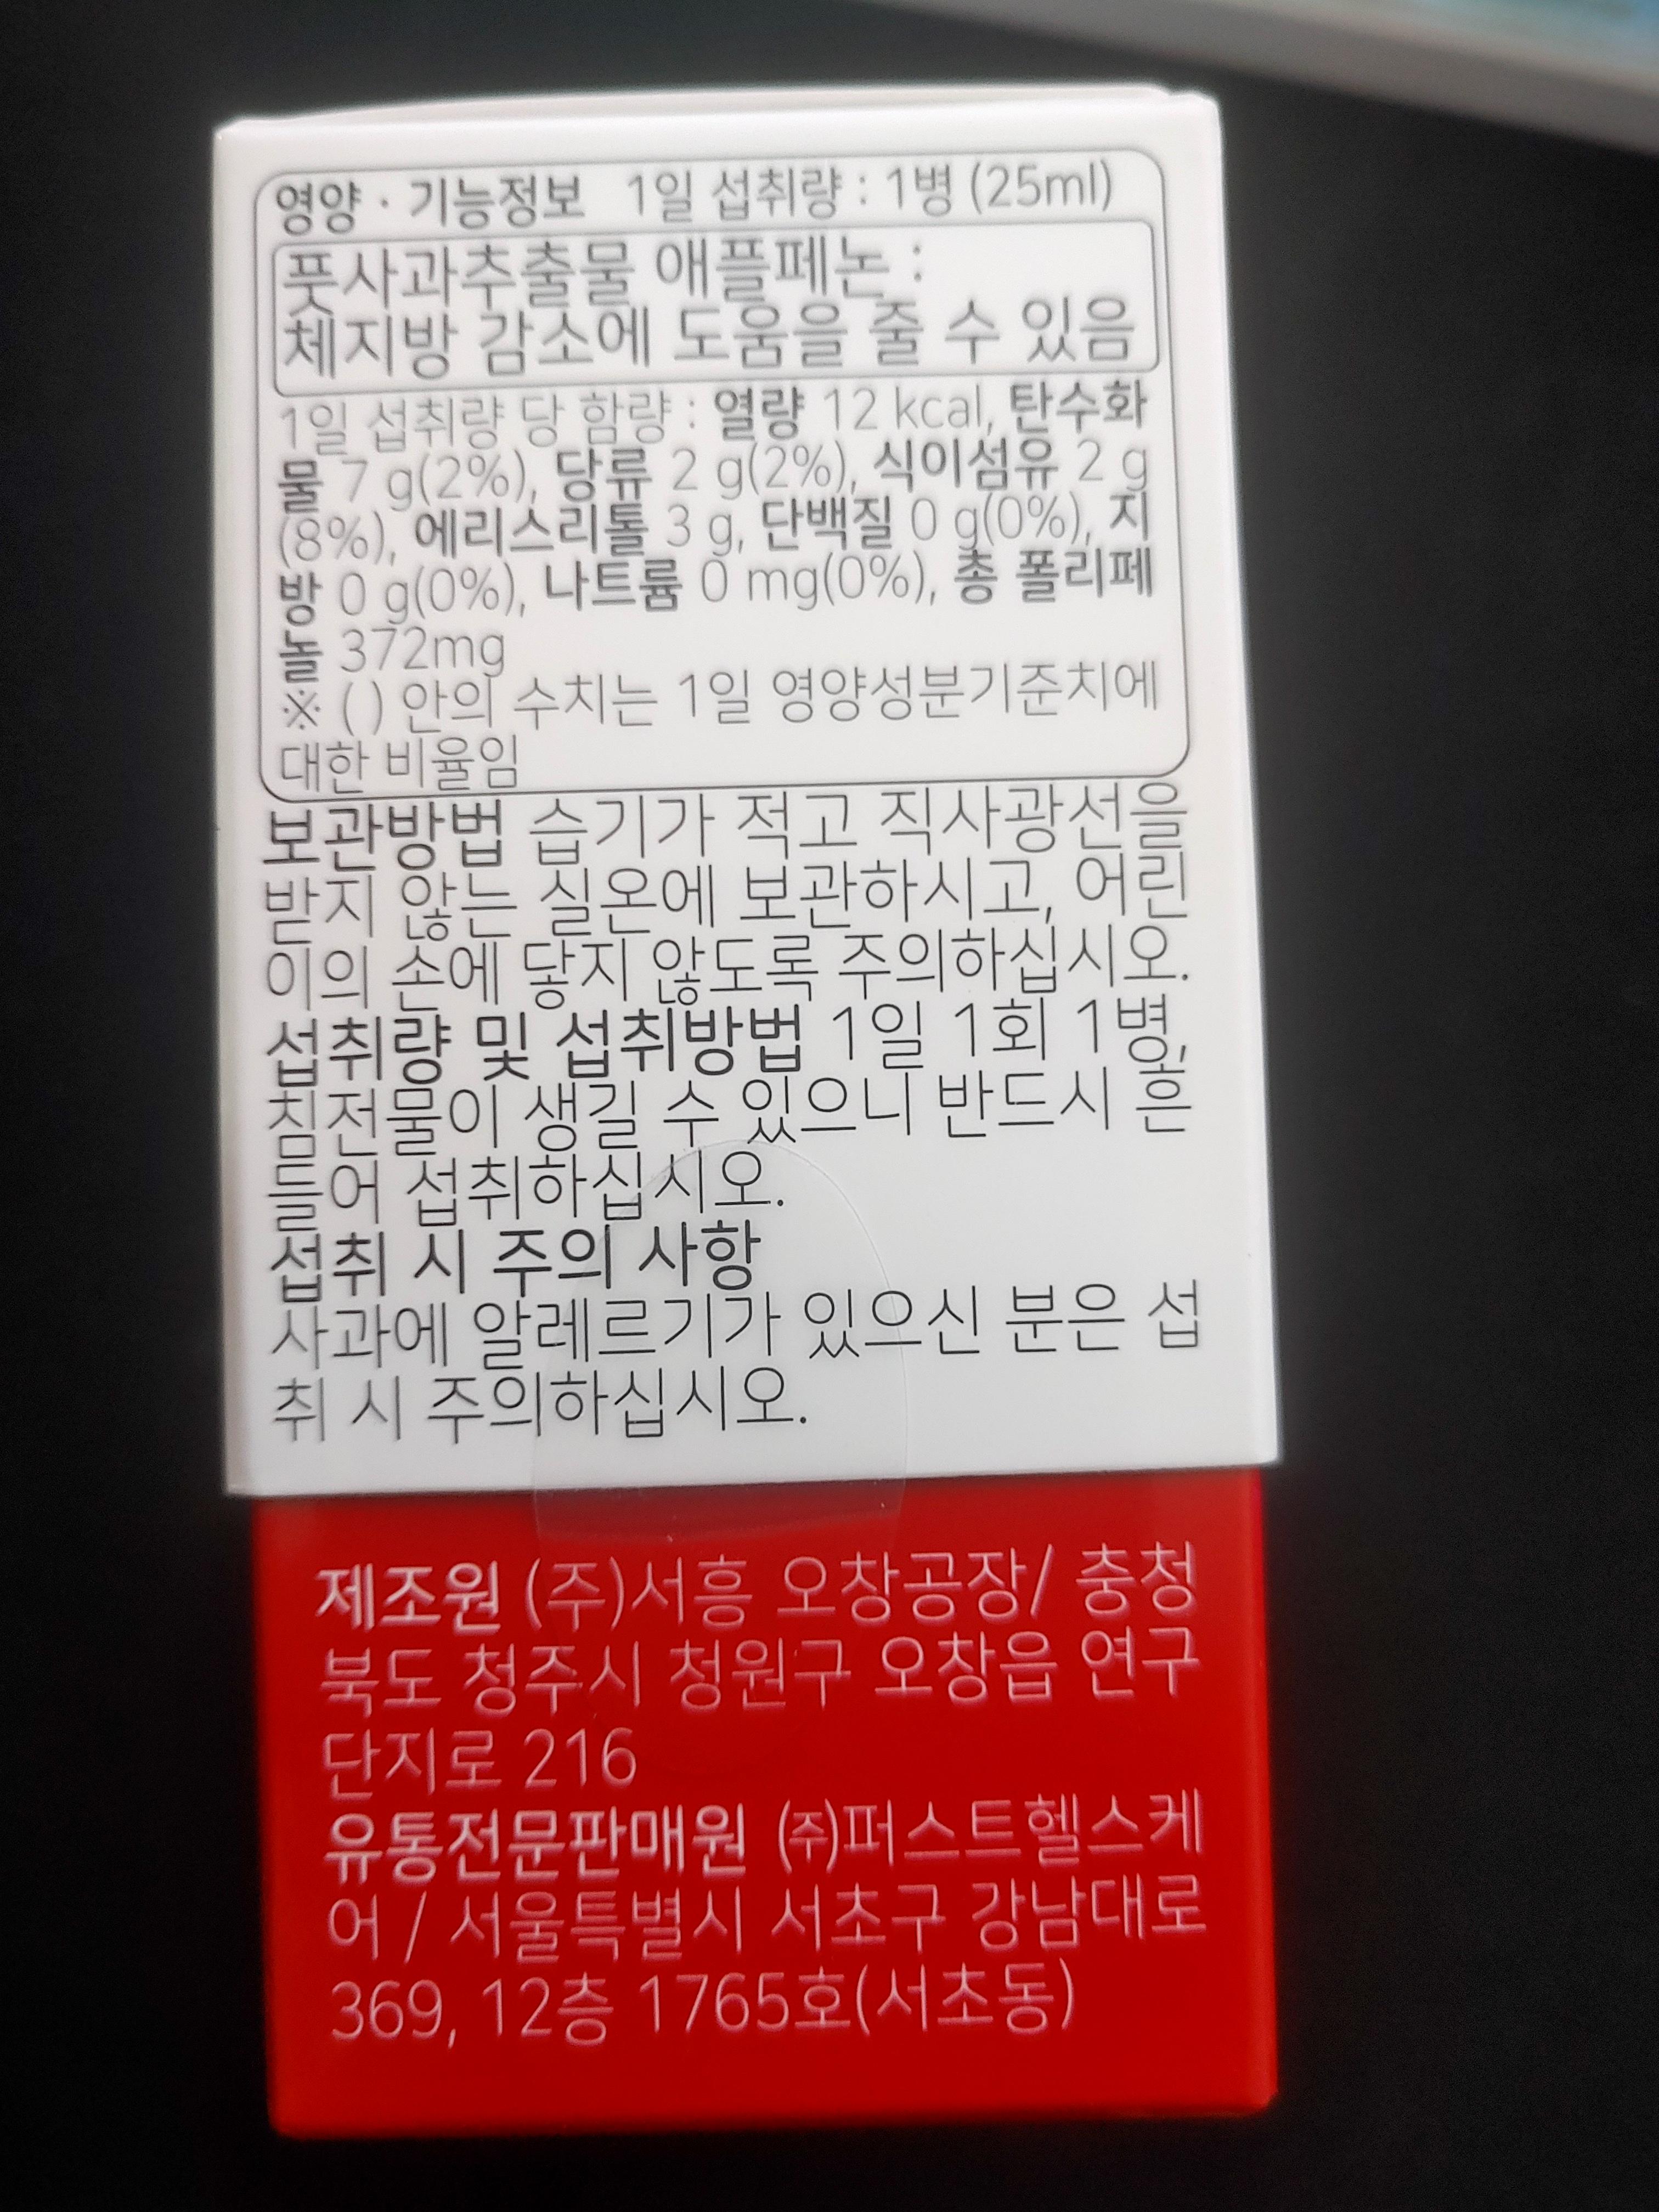 영양 · 기능정보 1일 섭취량 : 1병 (25ml)
풋사과추출물 애플페논 :
체지방 감소에 도움을 줄 수 있음
1일 섭취량 당 함량 : 열량 12 kcal, 탄수화
물 7 g(2%), 당류 2 g(2%), 식이섬유 2 g
(8%), 에리스리톨 3 g, 단백질 0 g(0%), 지
방 0 g(0%), 나트륨 0 mg(0%), 총 폴리페
놀 372mg
※ ( ) 안의 수치는 1일 영양성분기준치에
대한 비율임
보관방법 습기가 적고 직사광선을
받지 않는 실온에 보관하시고, 어린
이의 손에 닿지 않도록 주의하십시오.
섭취량 및 섭취방법 1일 1회 1병,
침전물이 생길 수 있으니 반드시 흔
들어 섭취하십시오.
섭취 시 주의 사항
사과에 알레르기가 있으신 분은 섭
취 시 주의하십시오.
제조원 (주)서흥 오창공장/ 충청
북도 청주시 청원구 오창읍 연구
단지로 216
유통전문판매원 ㈜퍼스트헬스케
어 / 서울특별시 서초구 강남대로
369, 12층 1765호(서초동)